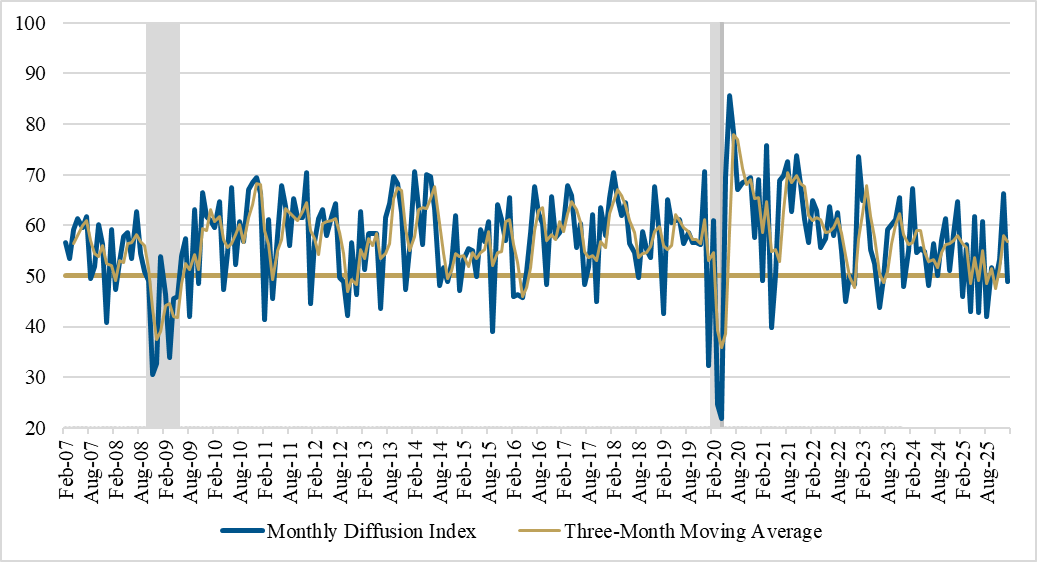 100
90
80
70
60
50
40
30
20
Feb-07
Aug-07
Feb-08
Aug-08
Feb-09
Aug-09
Feb-10
Aug-10
Feb-11
Aug-11
Feb-12
Aug-12
Feb-13
Aug-13
Feb-14
Aug-14
Feb-15
Aug-15
Feb-16
Aug-16
Feb-17
Aug-17
Feb-18
Aug-18
Feb-19
Aug-19
Feb-20
Aug-20
Feb-21
Aug-21
Feb-22
Aug-22
Feb-23
Aug-23
Feb-24
Aug-24
Feb-25
Aug-25
Monthly Diffusion Index
Three-Month Moving Average